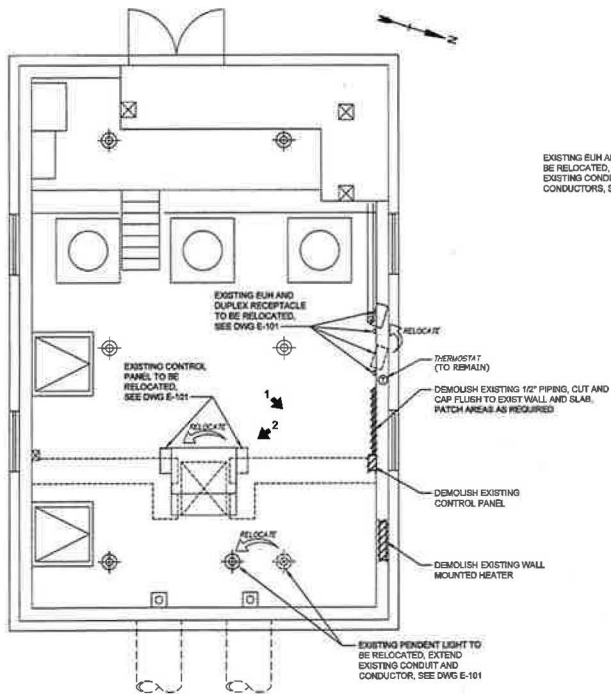 N
EXISTING EUH AN
BE RELOCATED,
EXISTING CONDU
CONDUCTORS, S
EXISTING EUH AND
DUPLEX RECEPTACLE
TO BE RELOCATED,
SEE DWG E-101
RELOCATE
THERMOSTAT
(TO REMAIN)
EXISTING CONTROL
PANEL TO BE
RELOCATED,
SEE DWG E-101
DEMOLISH EXISTING 1/2" PIPING, CUT AND
CAP FLUSH TO EXIST WALL AND SLAB,
PATCH AREAS AS REQUIRED
1
2
RELOCATE
DEMOLISH EXISTING
CONTROL PANEL
RELOCATE
DEMOLISH EXISTING WALL
MOUNTED HEATER
EXISTING PENDENT LIGHT TO
BE RELOCATED, EXTEND
EXISTING CONDUIT AND
CONDUCTOR, SEE DWG E-101